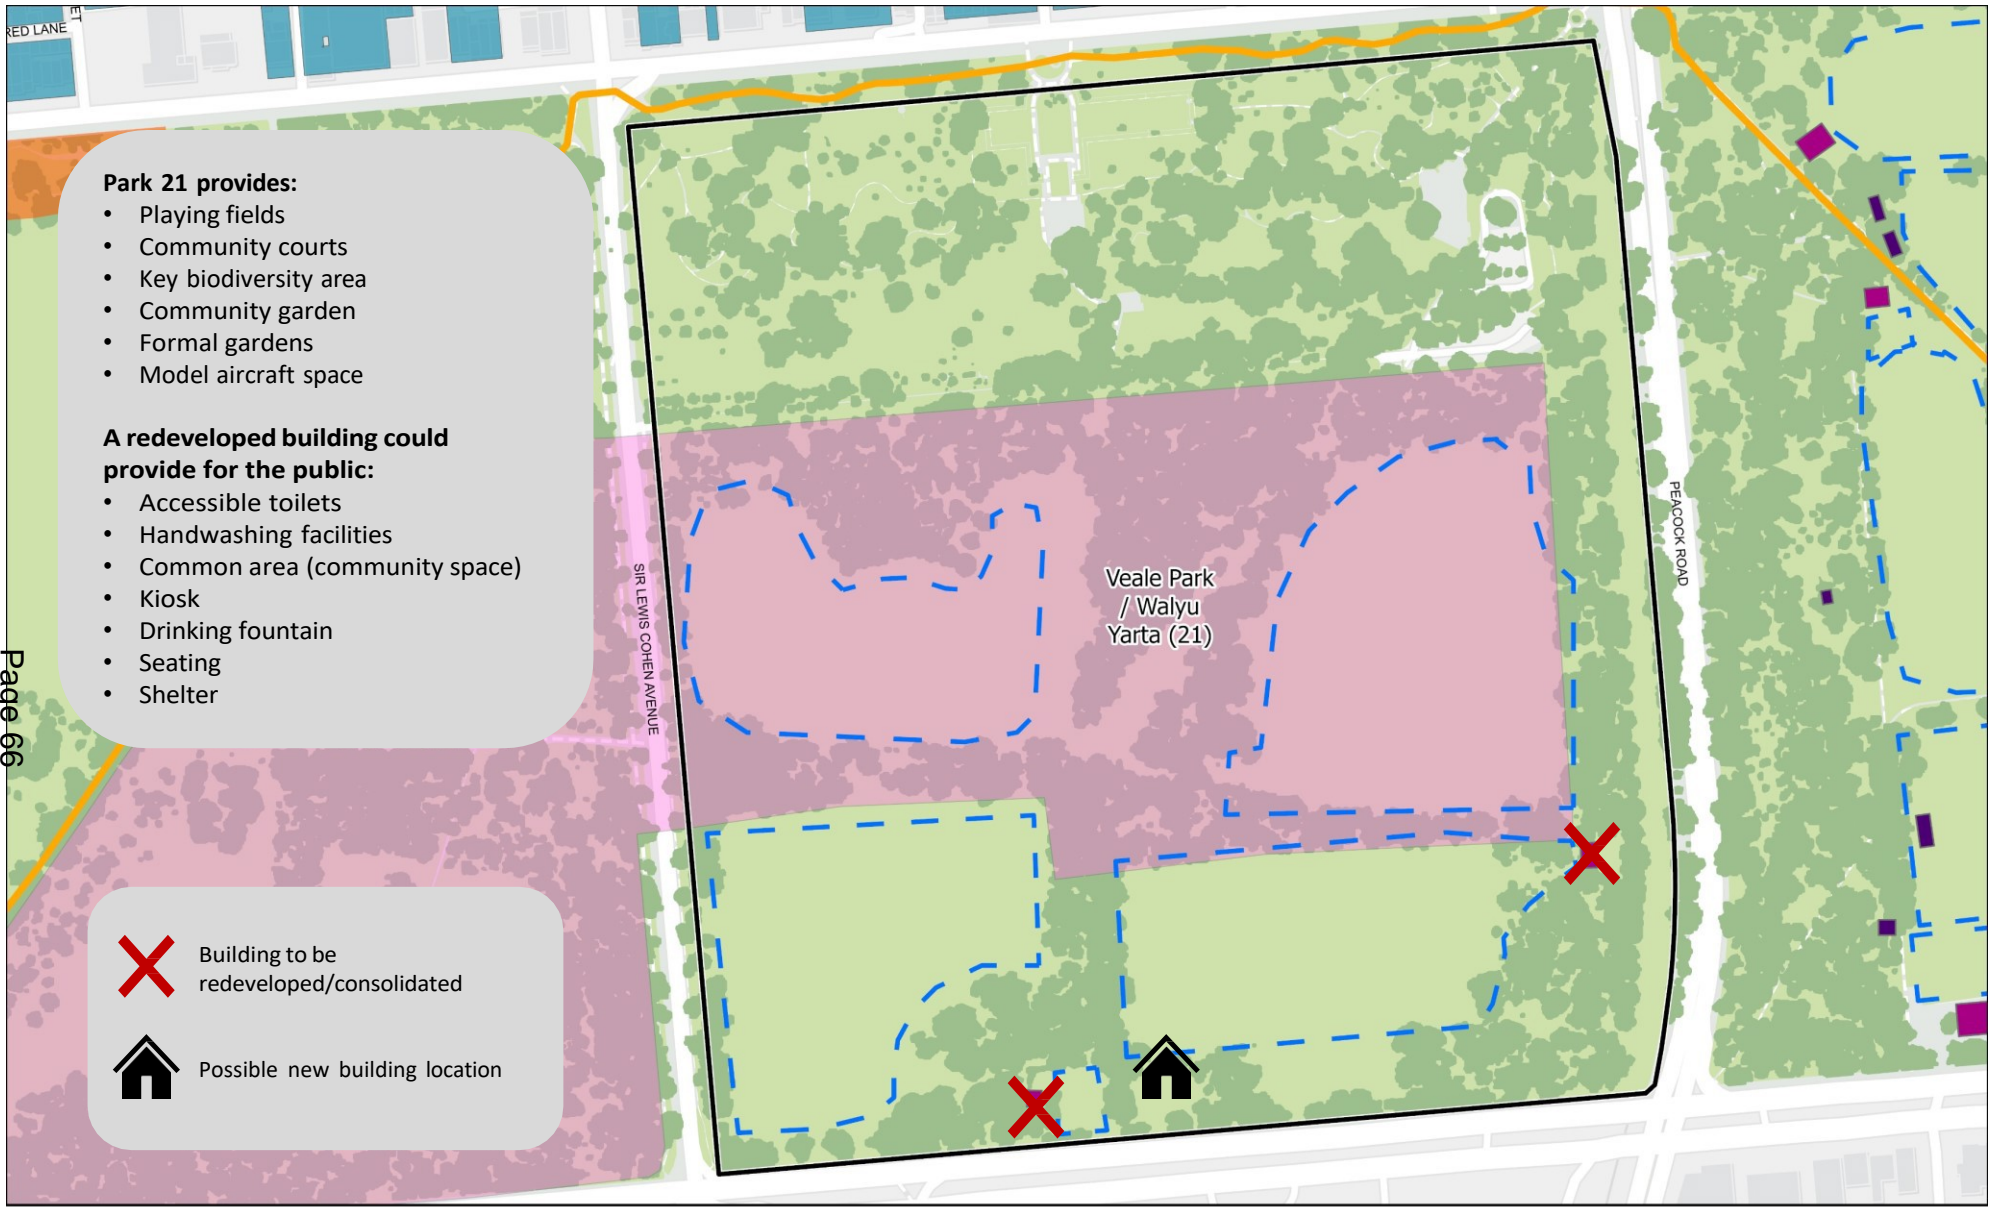 RED LANE
ET
Park 21 provides:
• Playing fields
• Community courts
• Key biodiversity area
• Community garden
• Formal gardens
• Model aircraft space
A redeveloped building could
provide for the public:
• Accessible toilets
• Handwashing facilities
• Common area (community space)
• Kiosk
• Drinking fountain
• Seating
• Shelter
Page 66
Building to be
redeveloped/consolidated
Possible new building location
SIR LEWIS COHEN AVENUE
Veale Park
/ Walyu
Yarta (21)
PEACOCK ROAD